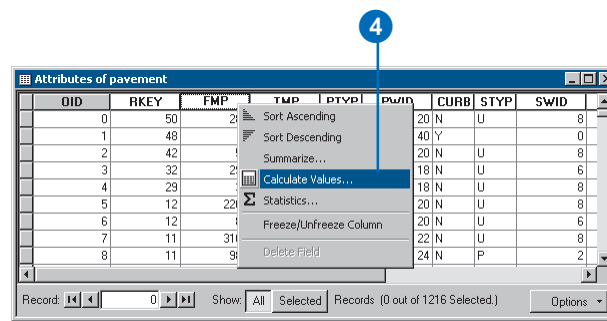 4
Attributes of pavement
OID RKEY FMP TMP PTYP PWID CURB STYP SWID
0 50 20 N U 8
Sort Ascending
1 48 40 Y 0
Sort Descending
2 42 20 N U 8
Summarize...
3 32 18 N U 6
Calculate Values...
4 29 18 N U 8
Statistics...
5 12 20 N U 8
6 12 20 N U 6
Freeze/Unfreeze Column
7 11 22 N U 8
Delete Field
8 11 24 N P 2
Record: 0 Show: All Selected Records (0 out of 1216 Selected.) Options